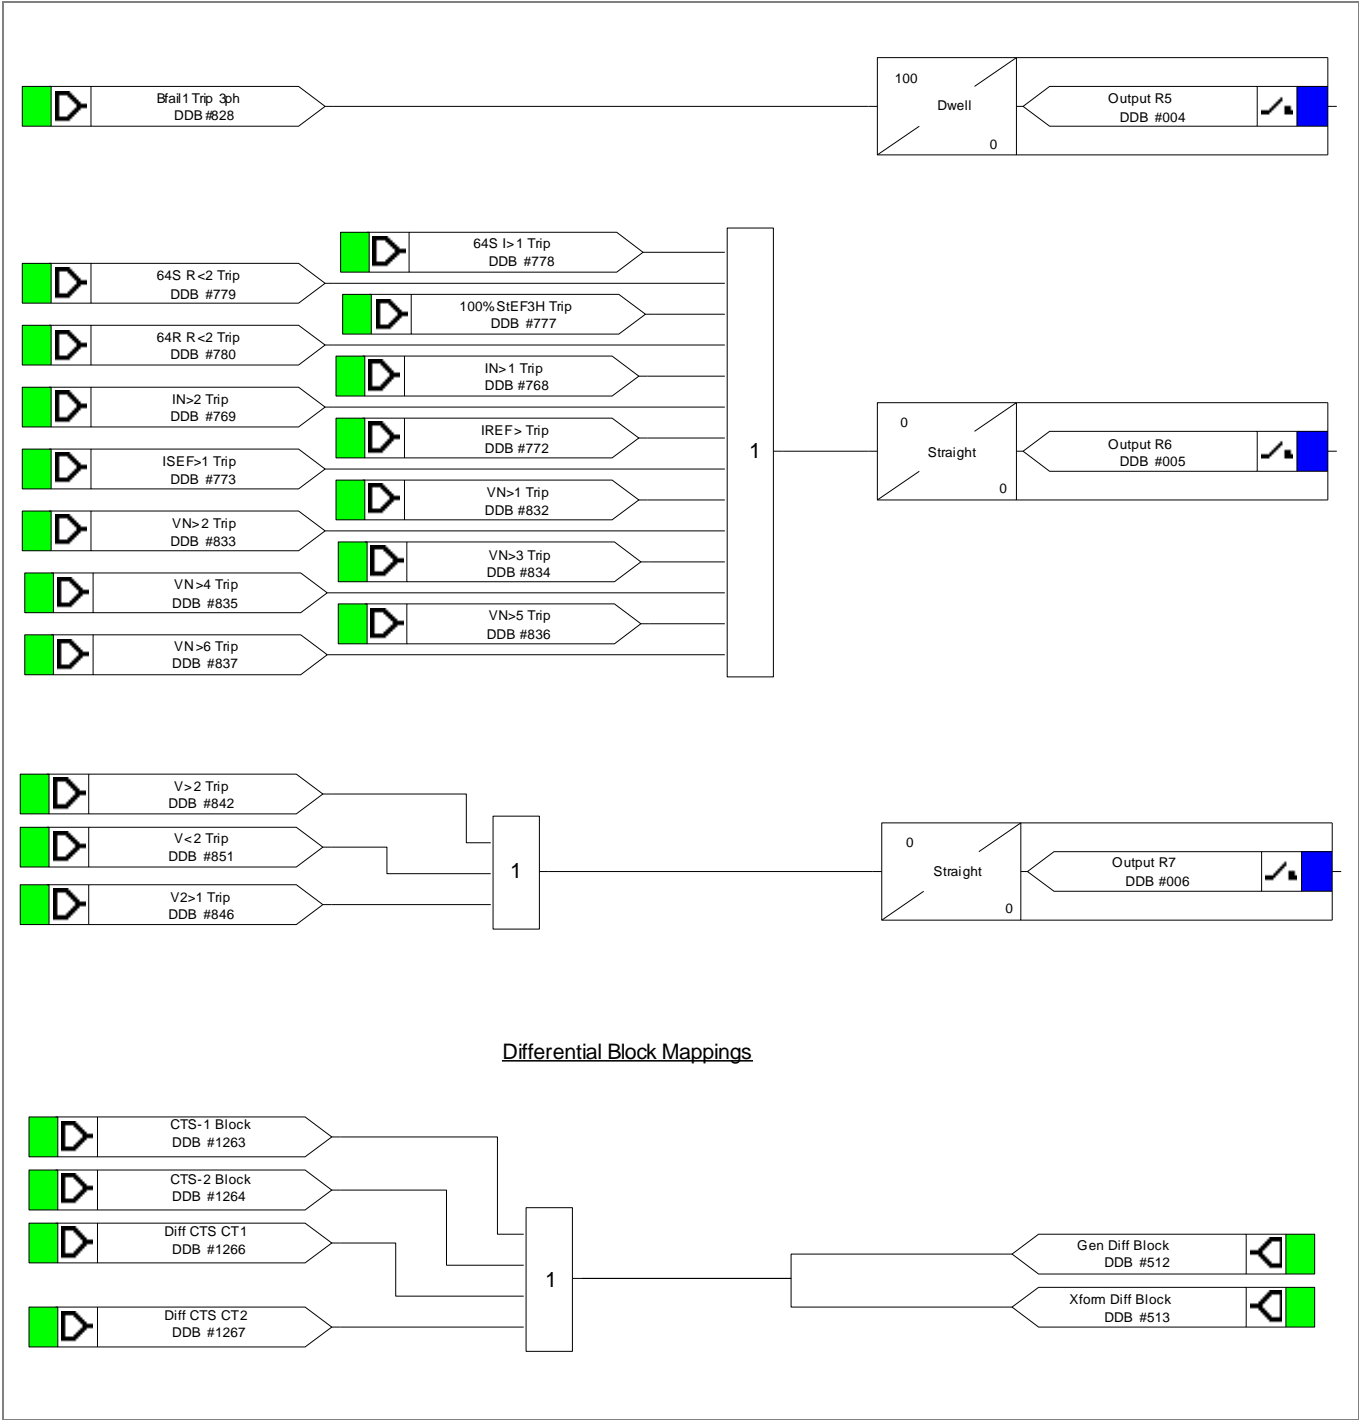 Bfail1 Trip 3ph
DDB #828
100
Dwell
0
Output R5
DDB #004
64S I>1 Trip
DDB #778
64S R<2 Trip
DDB #779
100%StEF3H Trip
DDB #777
64R R<2 Trip
DDB #780
IN>1 Trip
DDB #768
IN>2 Trip
DDB #769
IREF> Trip
DDB #772
ISEF>1 Trip
DDB #773
VN>1 Trip
DDB #832
VN>2 Trip
DDB #833
VN>3 Trip
DDB #834
VN>4 Trip
DDB #835
VN>5 Trip
DDB #836
VN>6 Trip
DDB #837
1
0
Straight
0
Output R6
DDB #005
V>2 Trip
DDB #842
V<2 Trip
DDB #851
V2>1 Trip
DDB #846
1
0
Straight
0
Output R7
DDB #006
Differential Block Mappings
CTS-1 Block
DDB #1263
CTS-2 Block
DDB #1264
Diff CTS CT1
DDB #1266
Diff CTS CT2
DDB #1267
1
Gen Diff Block
DDB #512
Xform Diff Block
DDB #513